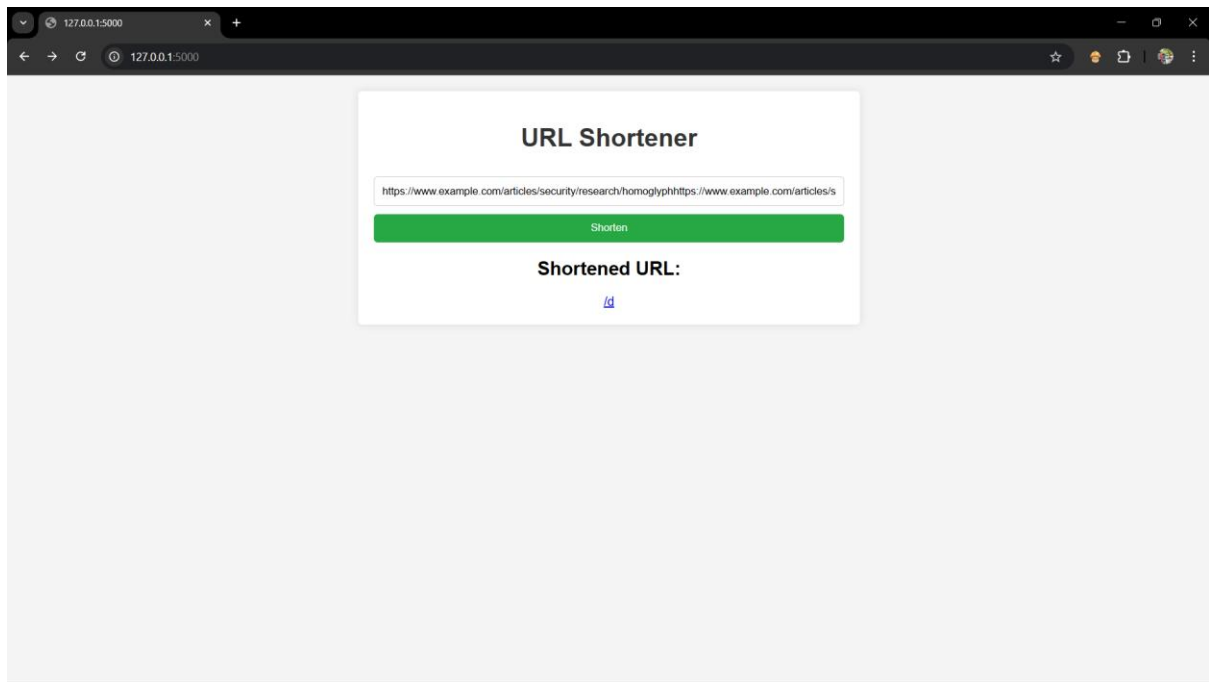 127.0.0.1:5000
127.0.0.1:5000
URL Shortener
https://www.example.com/articles/security/research/homoglyphhttps://www.example.com/articles/s
Shorten
Shortened URL:
/d